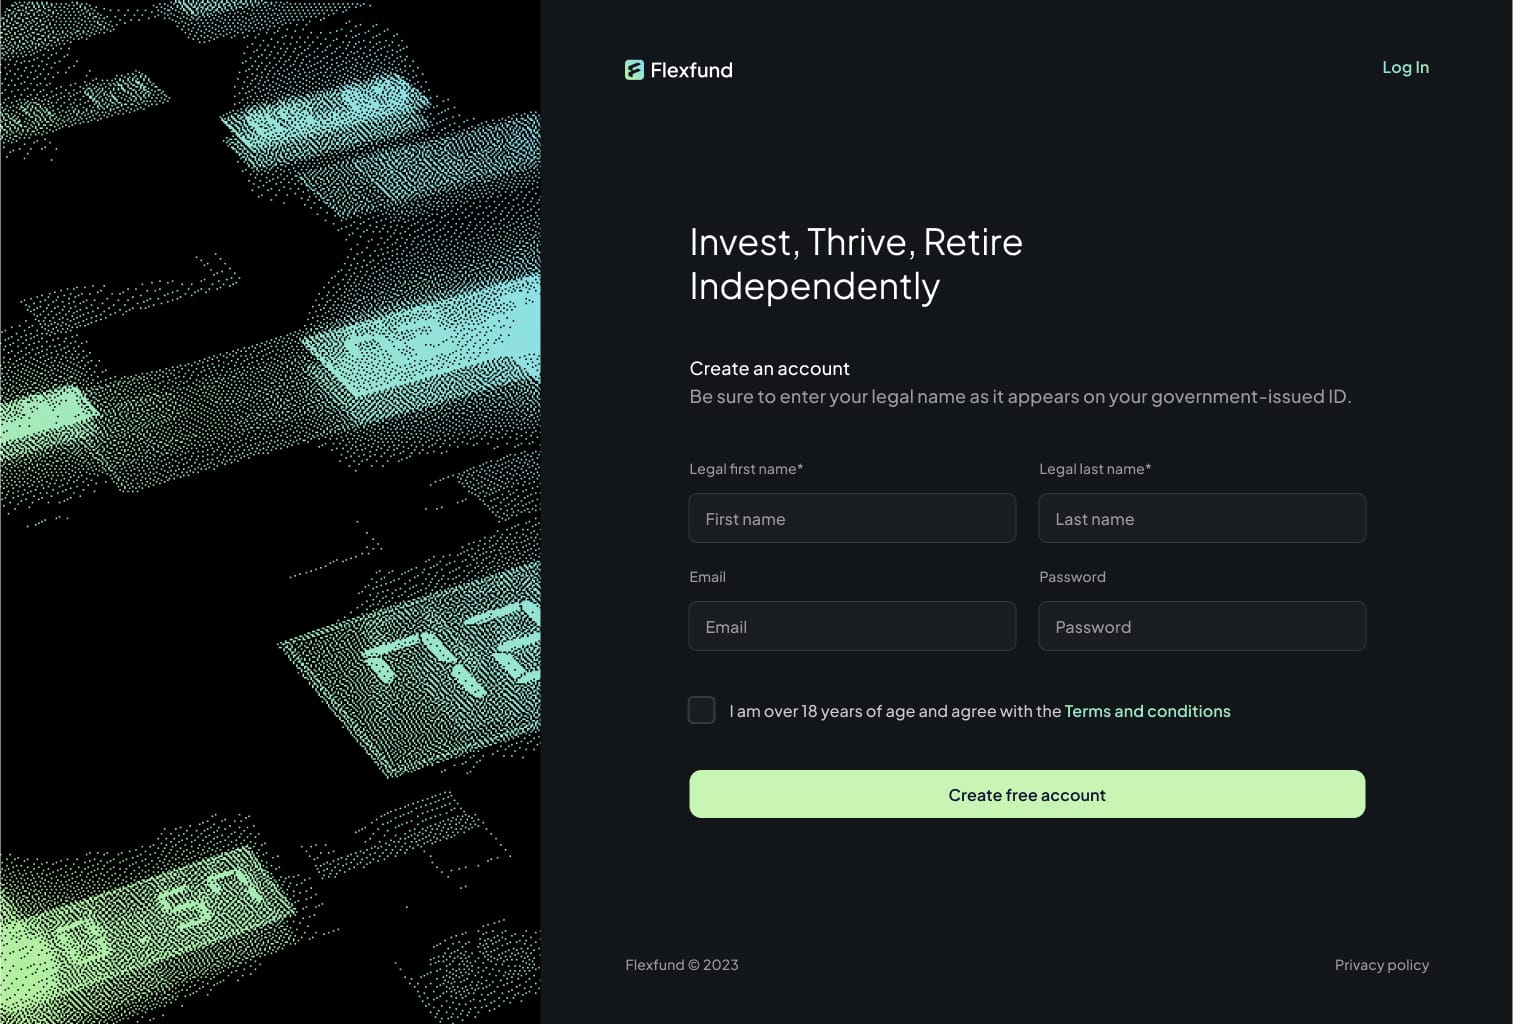 Flexfund
Log In
Invest, Thrive, Retire
Independently
Create an account
Be sure to enter your legal name as it appears on your government-issued ID.
Legal first name*
Legal last name*
First name
Last name
Email
Password
Email
Password
I am over 18 years of age and agree with the Terms and conditions
Create free account
Flexfund © 2023
Privacy policy